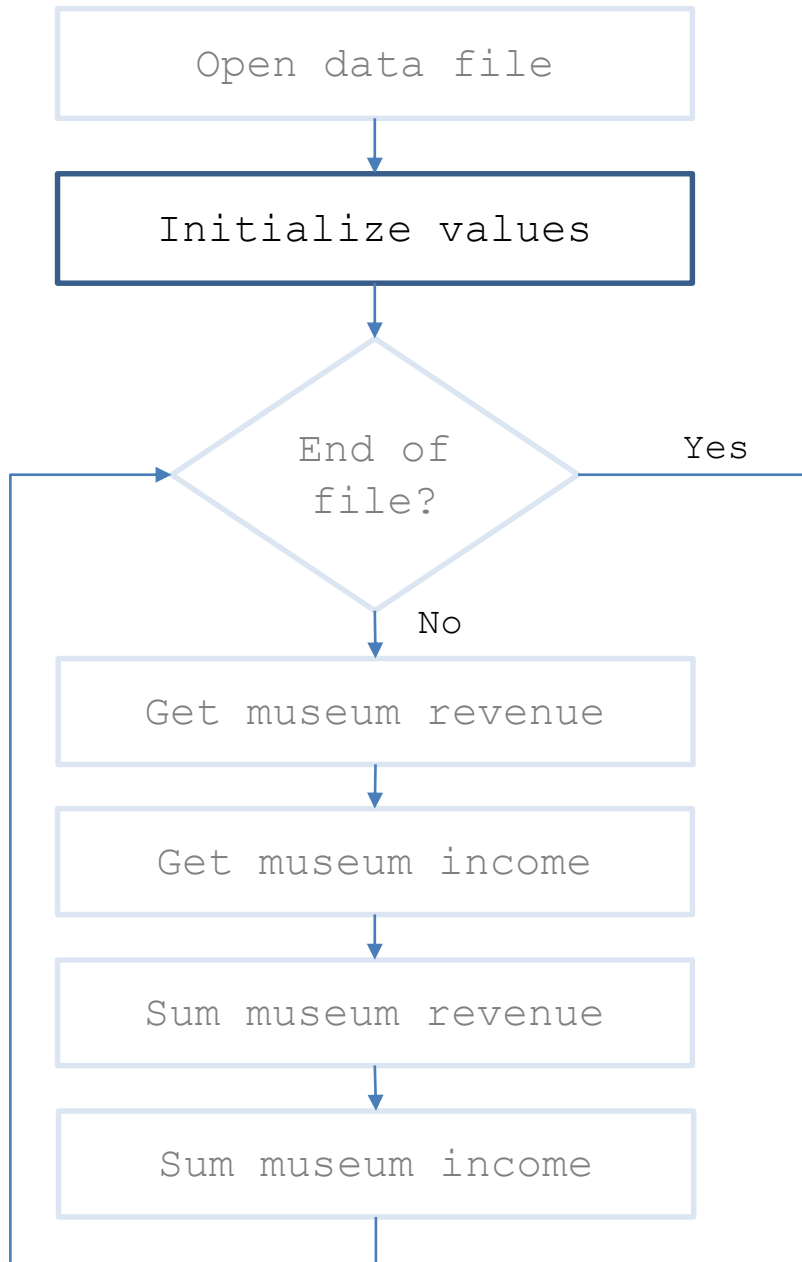 Open data file
Initialize values
End of
file?
Yes
No
Get museum revenue
Get museum income
Sum museum revenue
Sum museum income